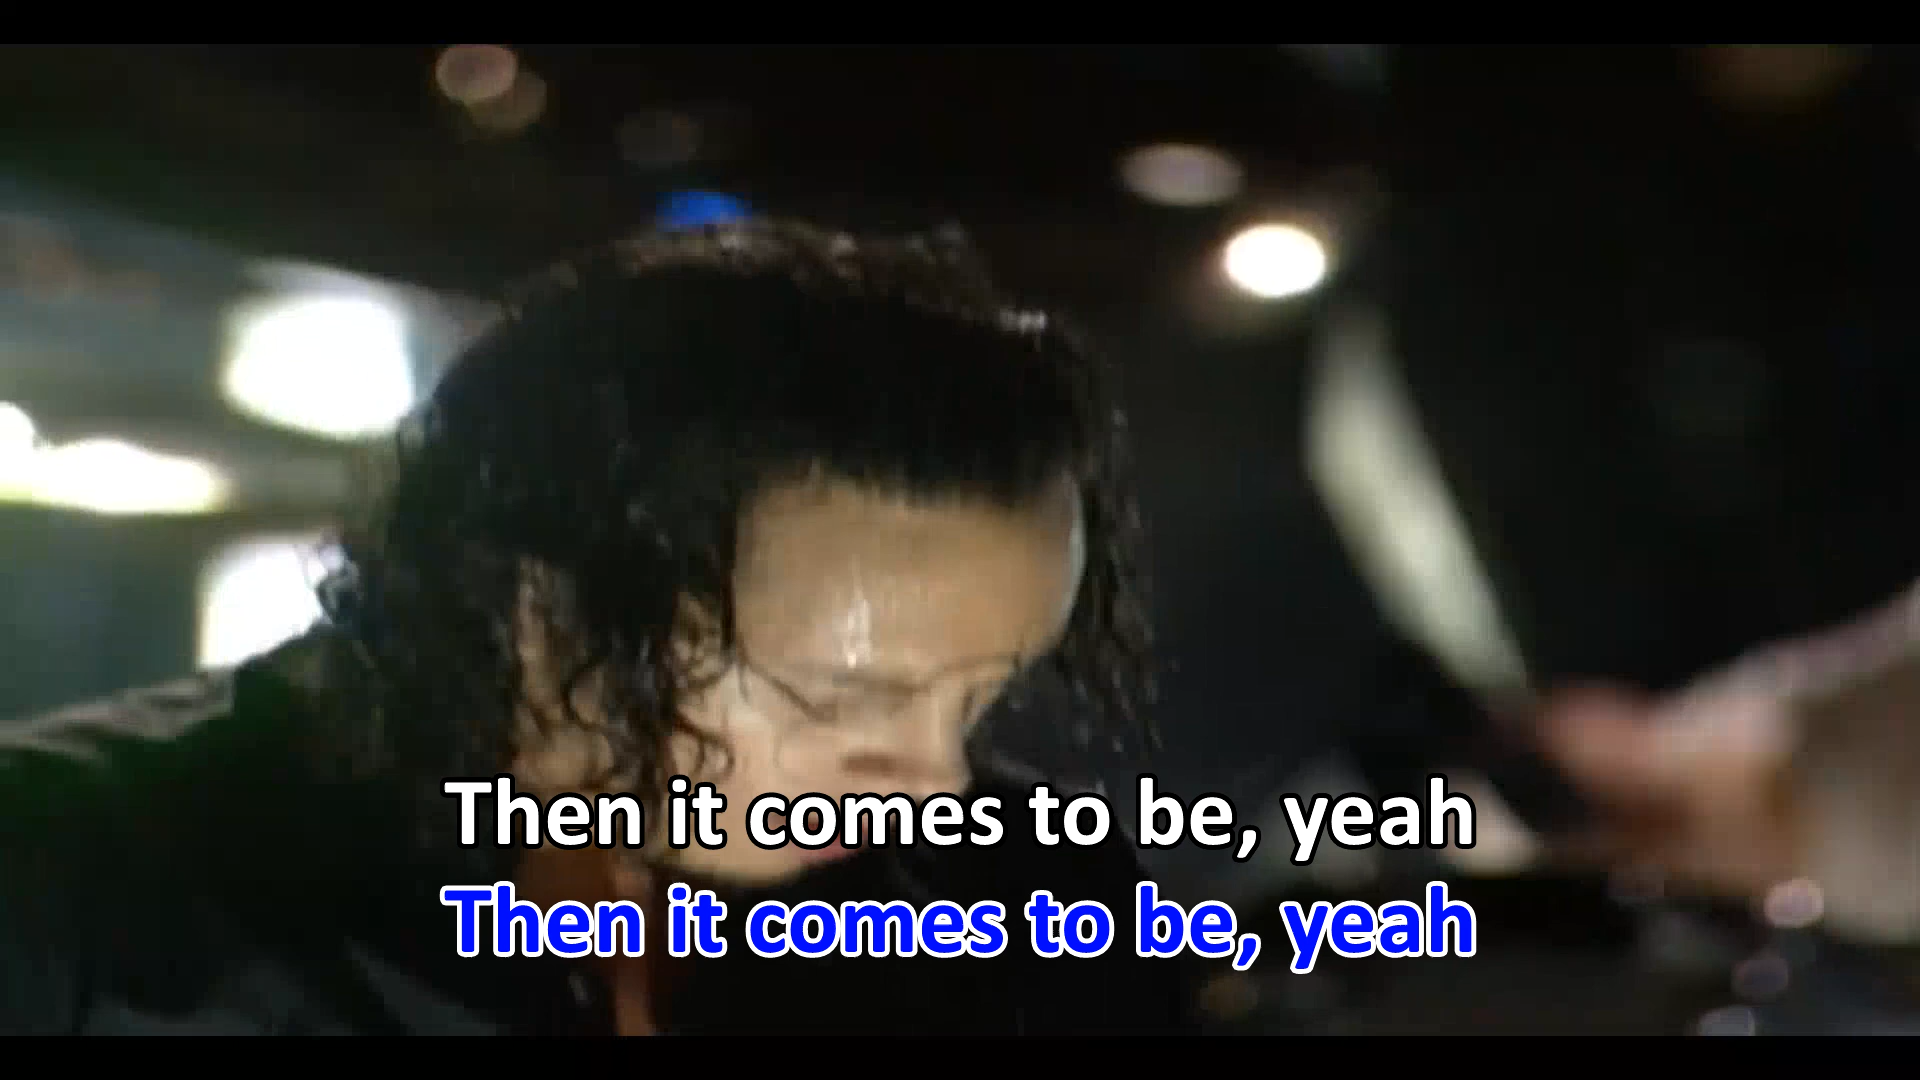 Then it comes to be, yeah
Then it comes to be, yeah